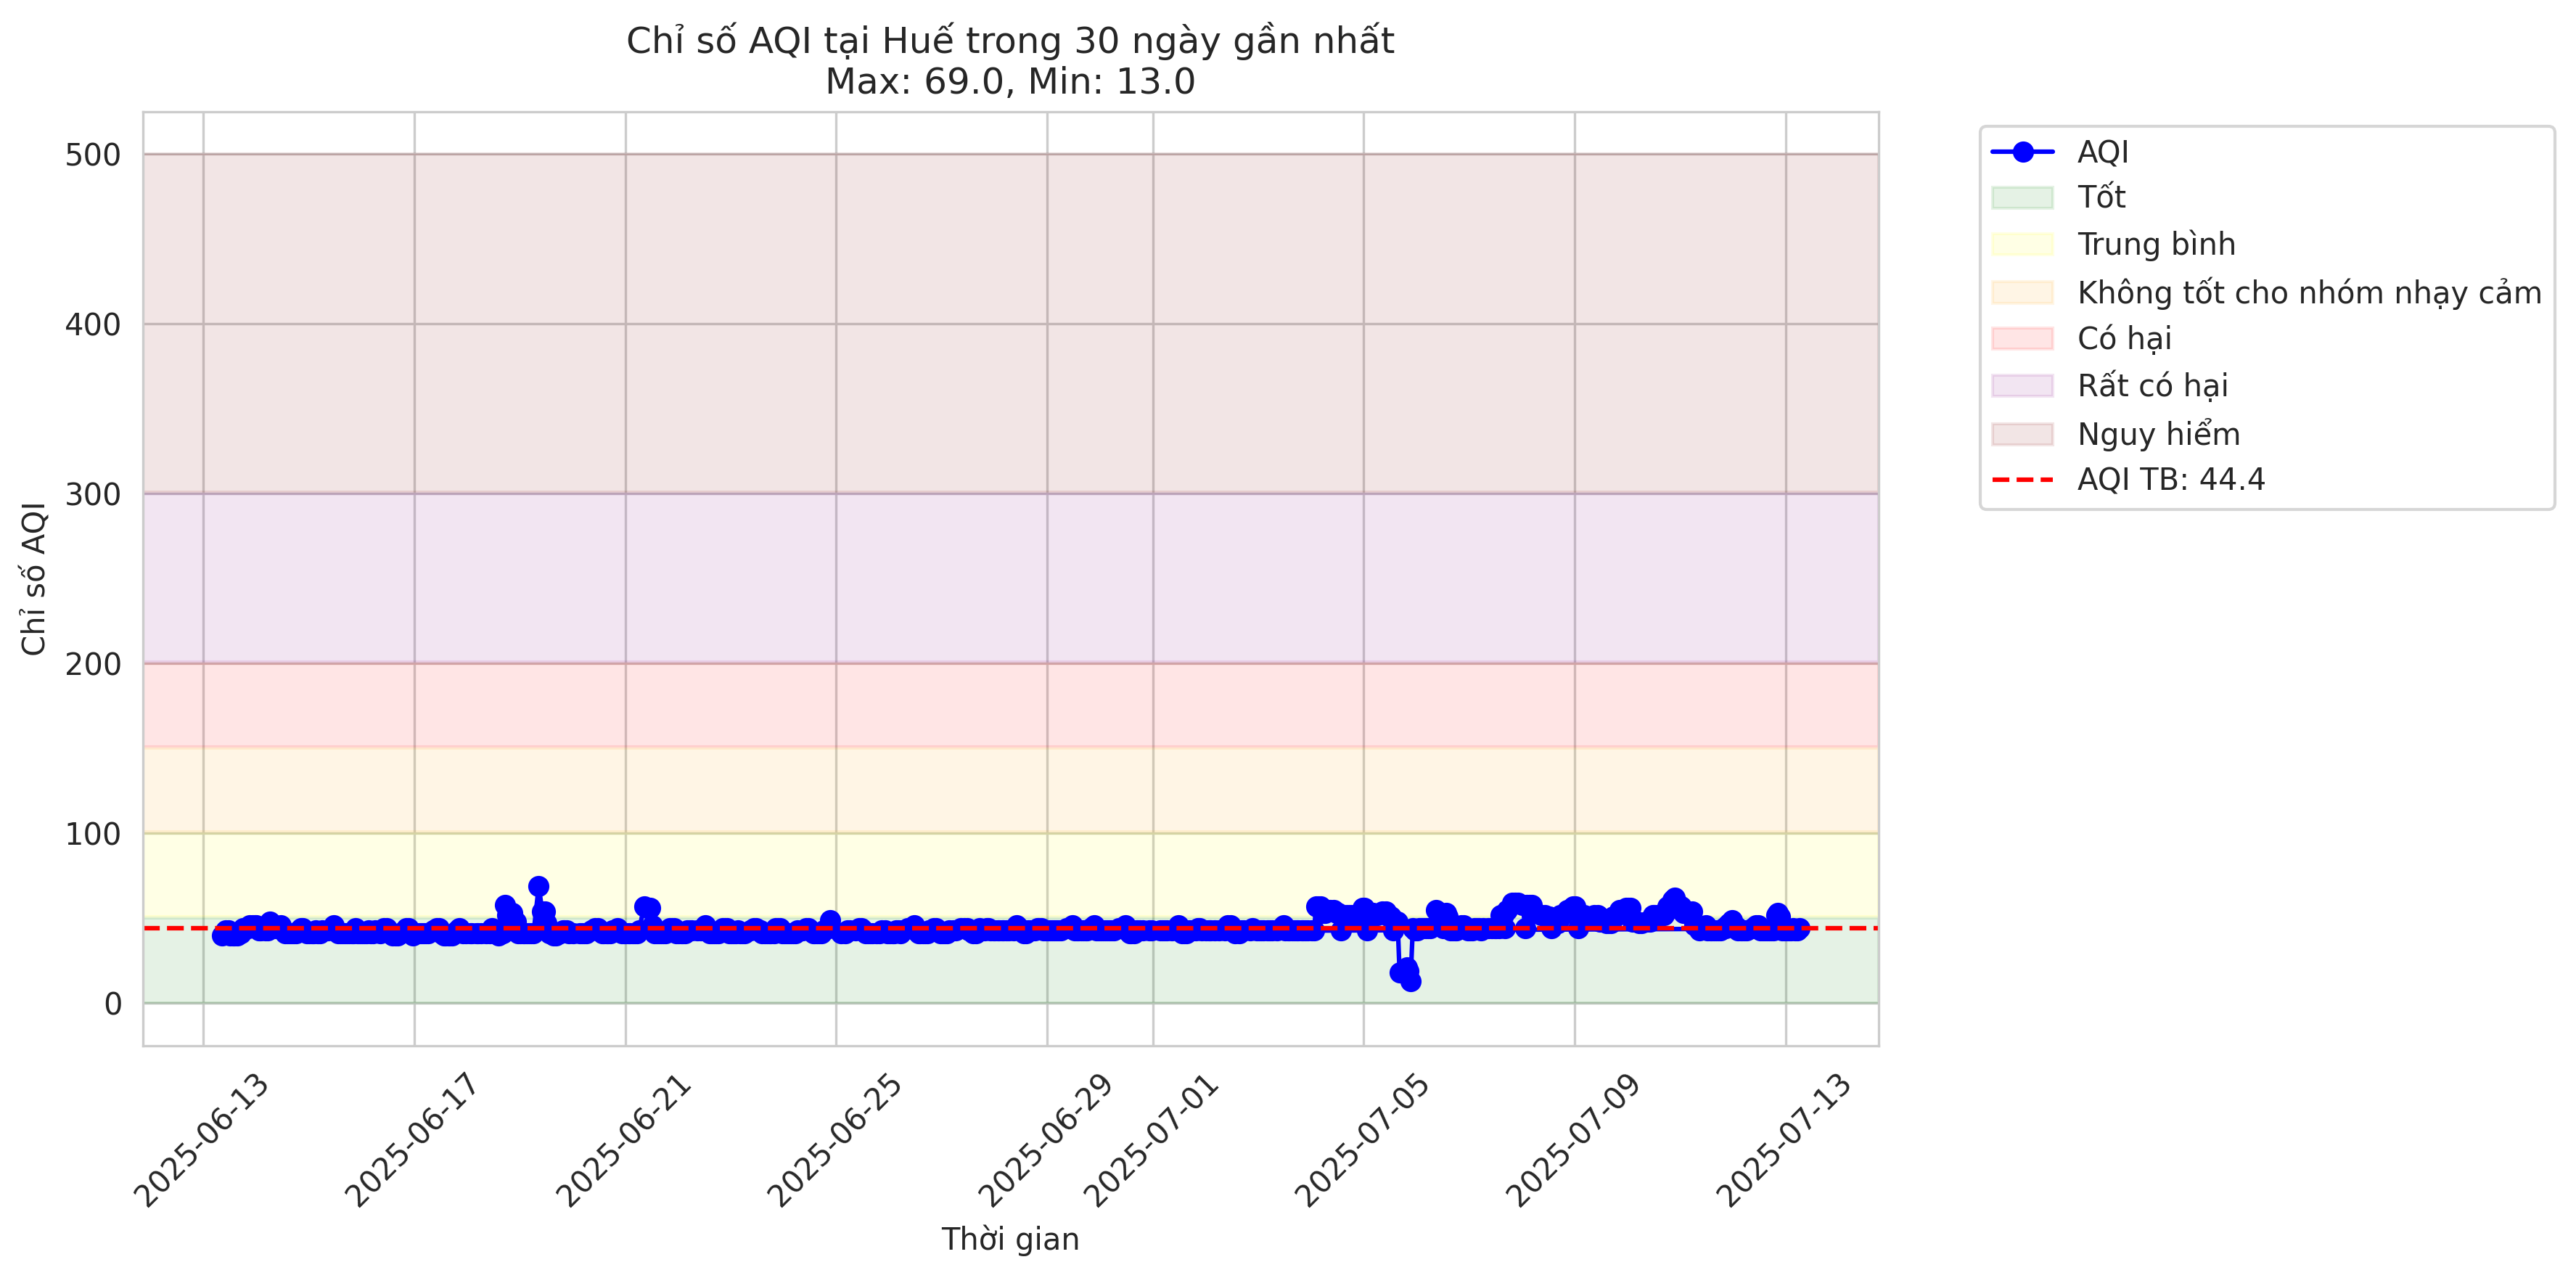 Chỉ số AQI tại Huế trong 30 ngày gần nhất
Max: 69.0, Min: 13.0
Chỉ số AQI
500
400
300
200
100
0
2025-06-13
2025-06-17
2025-06-21
2025-06-25
2025-06-29
2025-07-01
2025-07-05
2025-07-09
2025-07-13
Thời gian
AQI
Tốt
Trung bình
Không tốt cho nhóm nhạy cảm
Có hại
Rất có hại
Nguy hiểm
AQI TB: 44.4